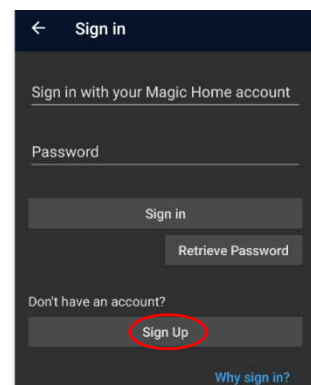 Sign in
Sign in with your Magic Home account
Password
Sign in
Retrieve Password
Don't have an account?
Sign Up
Why sign in?